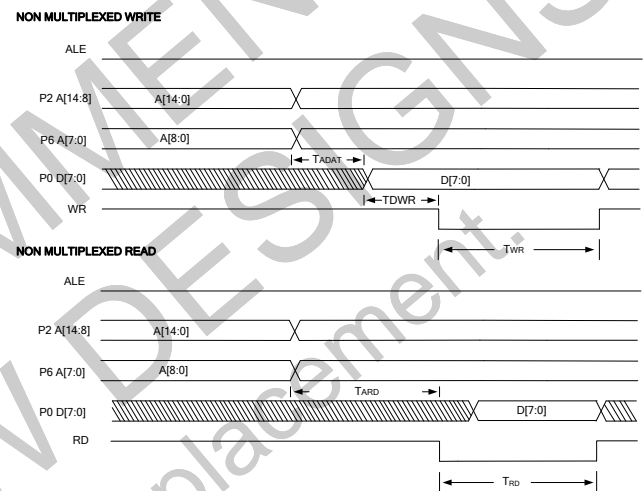 NON MULTIPLEXED WRITE
ALE
P2 A[14:8] A[14:0]
P6 A[7:0] A[8:0]
TADAT
P0 D[7:0] D[7:0]
TDWR
WR
TWR
NON MULTIPLEXED READ
ALE
P2 A[14:8] A[14:0]
P6 A[7:0] A[8:0]
TARD
P0 D[7:0] D[7:0]
RD
TRD